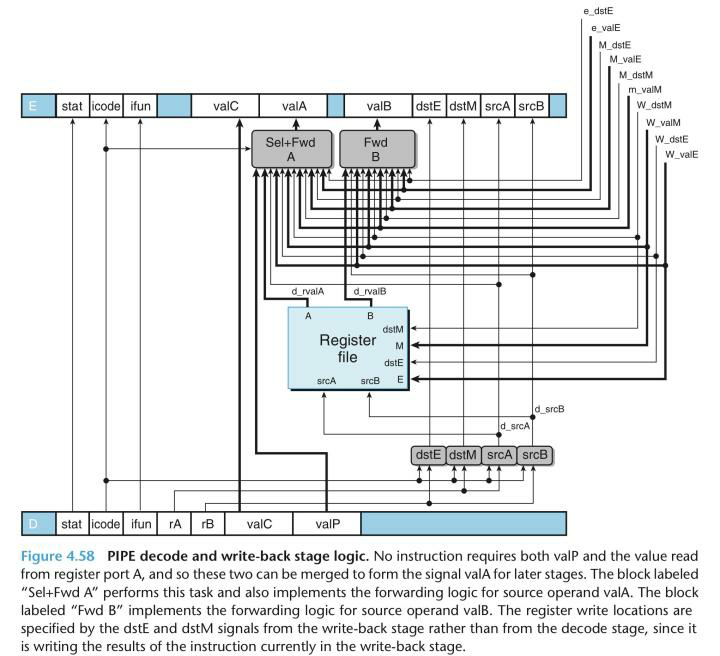 e_dstE
e_valE
M_dstE
M_valE
M_dstM
m_valM
W_dstM
W_valM
W_dstE
W_valE
E stat icode ifun valC valA valB dstE dstM srcA srcB
Sel+Fwd
A
Fwd
B
d_rvalA d_rvalB
A B
dstM
Register
file
M
dstE
srcA srcB E
d_srcB
d_srcA
dstE dstM srcA srcB
D stat icode ifun rA rB valC valP
Figure 4.58 PIPE decode and write-back stage logic. No instruction requires both valP and the value read
from register port A, and so these two can be merged to form the signal valA for later stages. The block labeled
“Sel+Fwd A” performs this task and also implements the forwarding logic for source operand valA. The block
labeled “Fwd B” implements the forwarding logic for source operand valB. The register write locations are
specified by the dstE and dstM signals from the write-back stage rather than from the decode stage, since it
is writing the results of the instruction currently in the write-back stage.